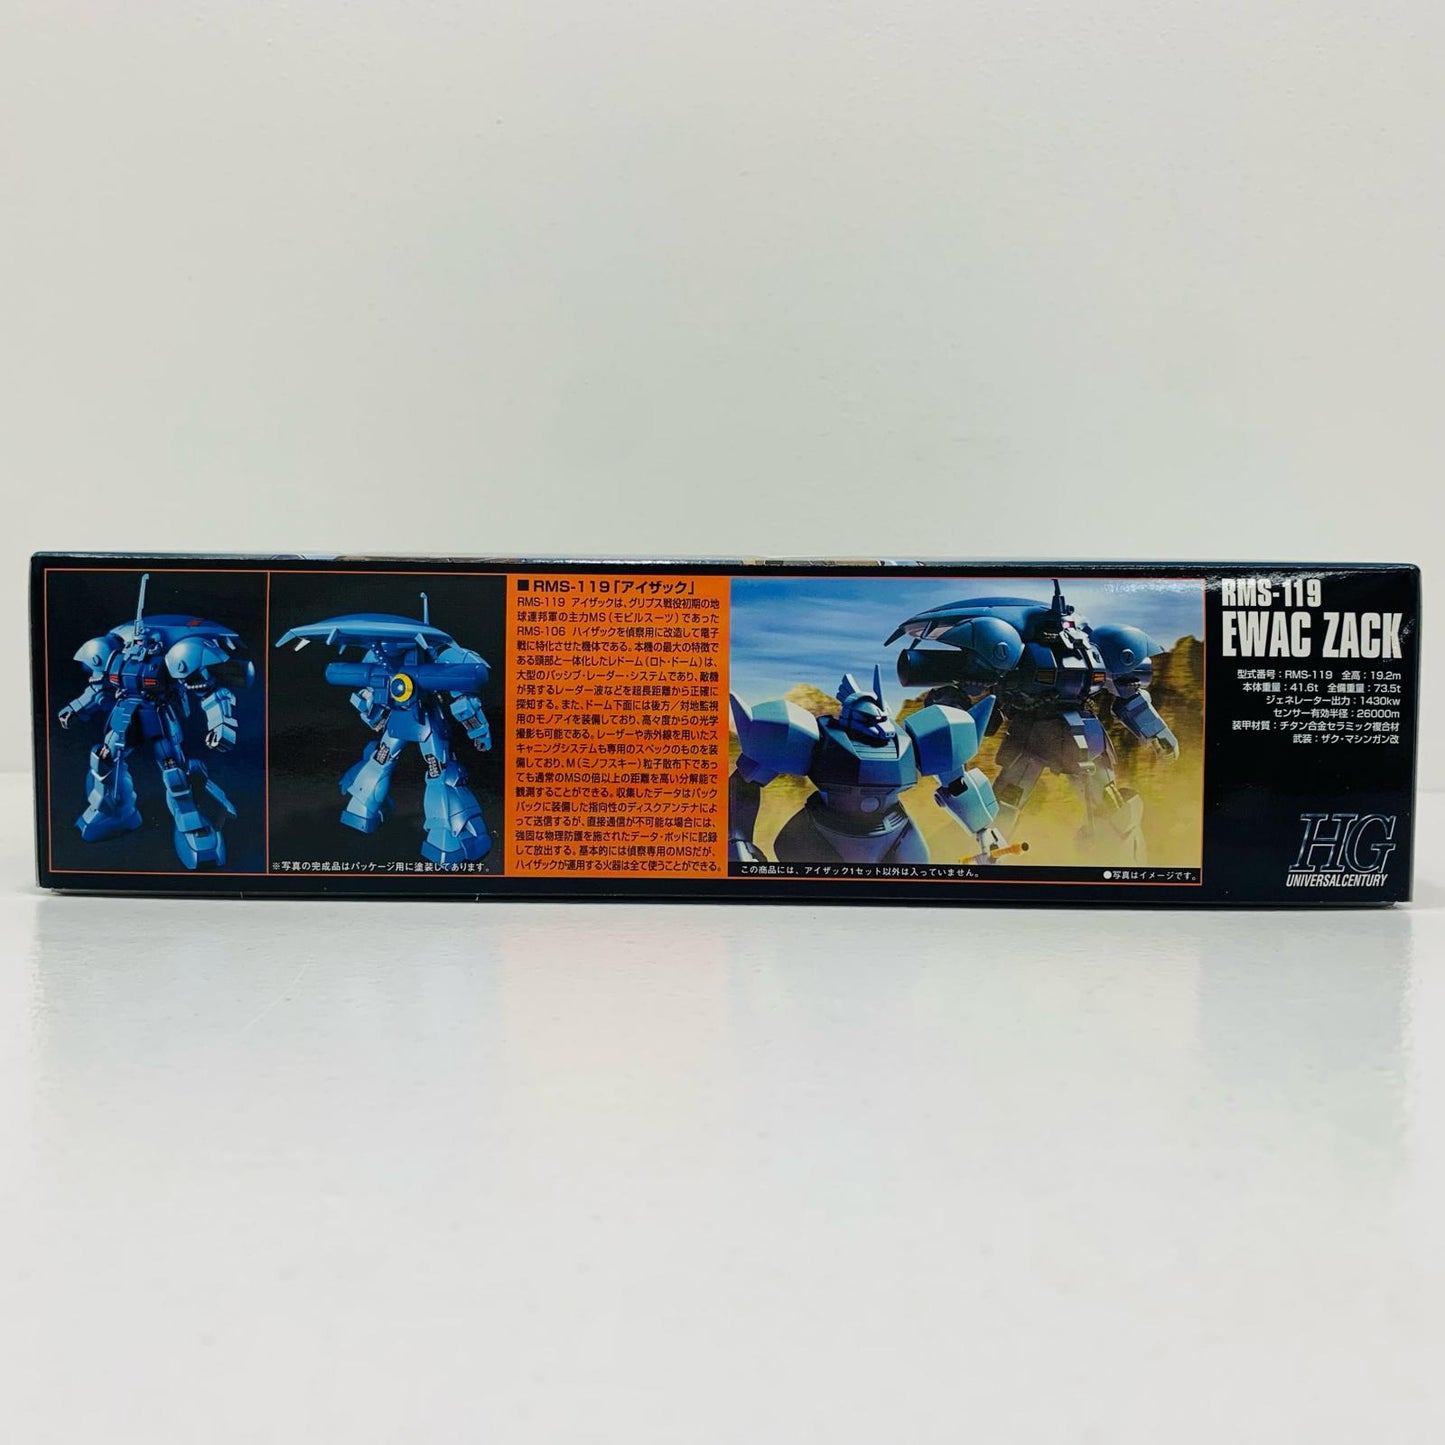 ■ RMS-119「アイザック」
RMS-119 アイザックは、グリプス戦役初期の地
球連邦軍の主力MS(モビルスーツ)であった
RMS-106 ハイザックを偵察用に改造して電子
戦に特化させた機体である。本機の最大の特徴で
ある頭部と一体化したレドーム(ロト・ドーム)は、
大型のパッシブ・レーダー・システムであり、敵機
が発するレーダー波などを超長距離から正確に
探知する。また、ドーム下面には後方/対地監視
用のモノアイを装備しており、高々度からの光学
撮影も可能である。レーザーや赤外線を用いたス
キャニングシステムも専用のスペックのものを装
備しており、M(ミノフスキー)粒子散布下であっ
ても通常のMSの倍以上の距離を高い分解能で
観測することができる。収集したデータはバック
パックに装備した指向性のディスクアンテナによ
って送信するが、直接通信が不可能な場合には、
強固な物理防護を施されたデータ・ポッドに記録
して放出する。基本的には偵察専用のMSだが、
ハイザックが運用する火器は全て使うことができる。
※写真の完成品はパッケージ用に塗装してあります。
この商品には、アイザック1セット以外は入っていません。
●写真はイメージです。
RMS-119
EWAC ZACK
型式番号:RMS-119 全高:19.2m
本体重量:41.6t 全備重量:73.5t
ジェネレーター出力:1430kw
センサー有効半径:26000m
装甲材質:チタン合金セラミック複合材
武装:ザク・マシンガン改
HG
UNIVERSAL CENTURY